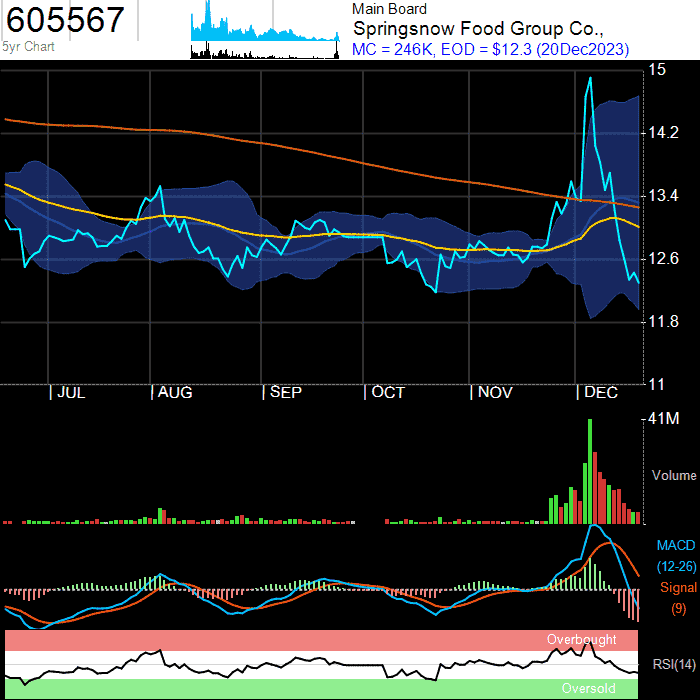 605567
5yr Chart
Main Board
Springsnow Food Group Co.,
MC = 246K, EOD = $12.3 (20Dec2023)
15
14.2
13.4
12.6
11.8
11
JUL AUG SEP OCT NOV DEC
41M
Volume
MACD
(12-26)
Signal
(9)
Overbought
RSI(14)
Oversold